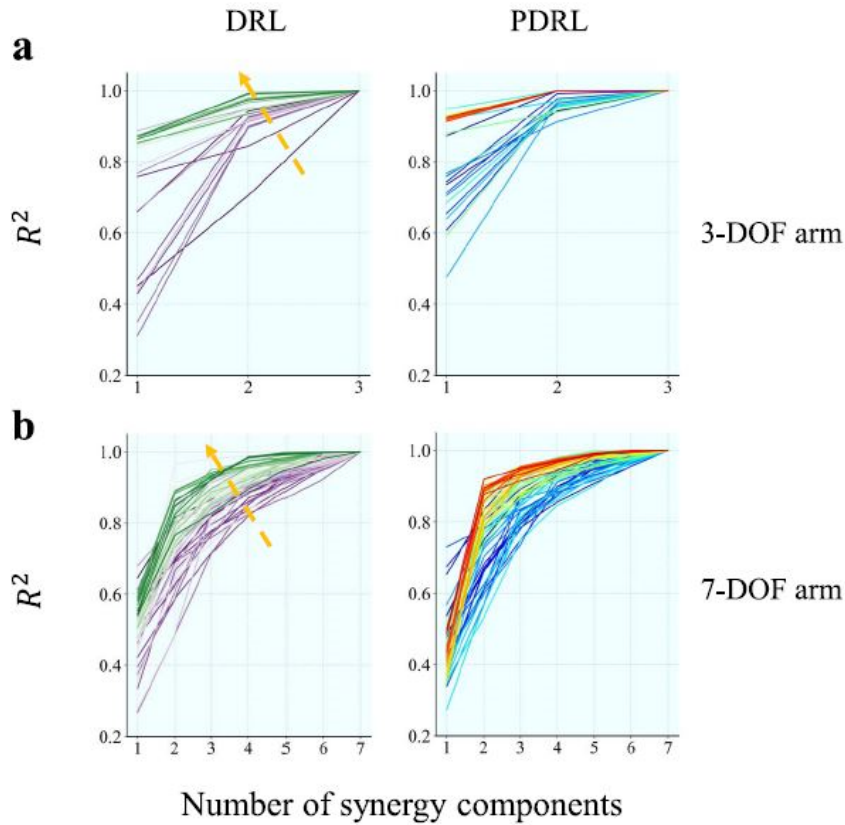 DRL PDRL
a
1.0 1.0
0.8 0.8
R² 0.6 0.6 3-DOF arm
0.4 0.4
0.2 0.2
1 2 3 1 2 3
b
1.0 1.0
0.8 0.8
R² 0.6 0.6 7-DOF arm
0.4 0.4
0.2 0.2
1 2 3 4 5 6 7 1 2 3 4 5 6 7
Number of synergy components